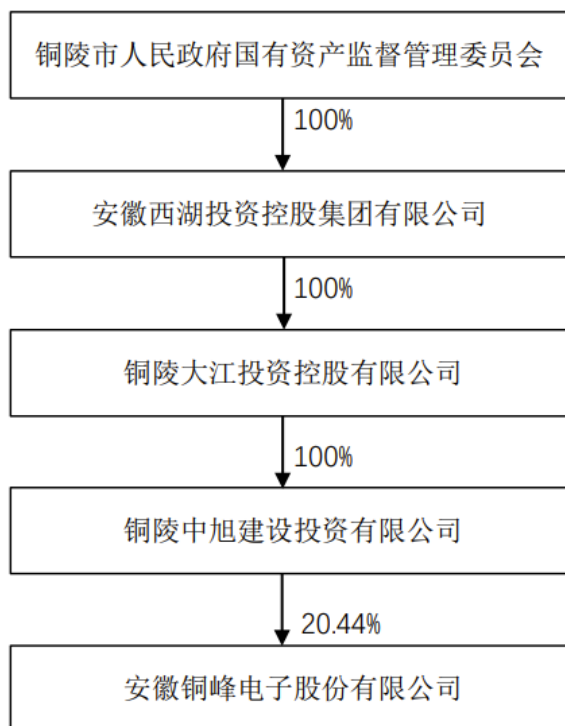 铜陵市人民政府国有资产监督管理委员会
100%
安徽西湖投资控股集团有限公司
100%
铜陵大江投资控股有限公司
100%
铜陵中旭建设投资有限公司
20.44%
安徽铜峰电子股份有限公司